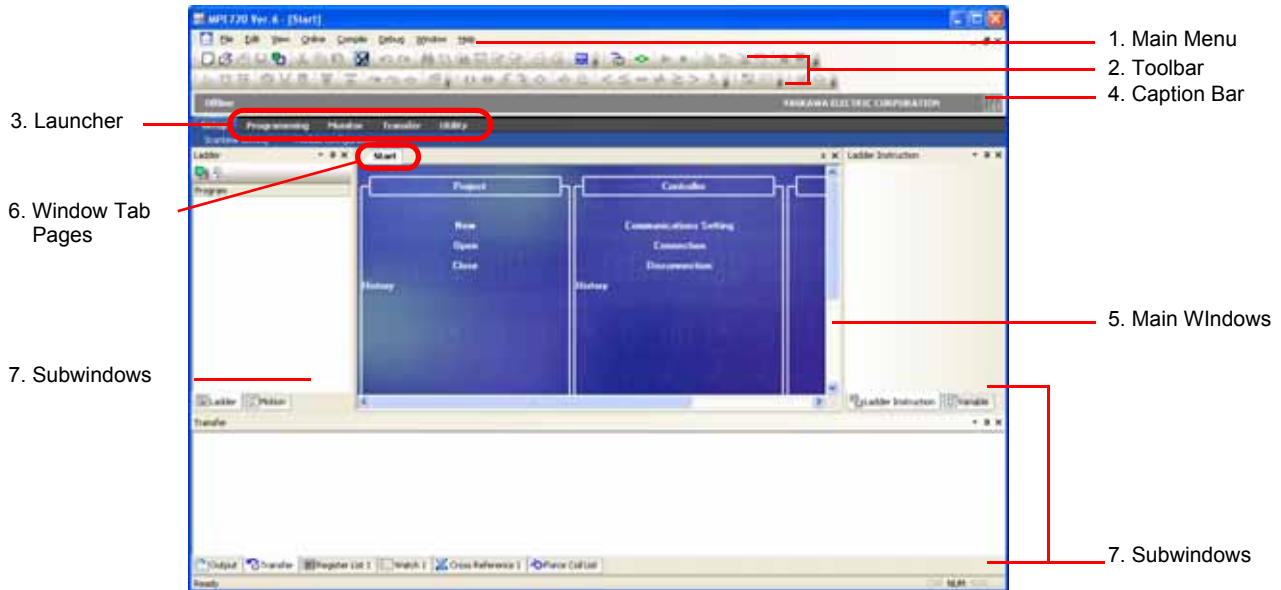 MPE720 Ver.6 - [Start]
File Edit View Online Compile Debug Window Help
1. Main Menu
2. Toolbar
4. Caption Bar
Offline
YASKAWA ELECTRIC CORPORATION
3. Launcher
Programming Monitor Transfer Utility
Ladder
Start
Ladder Instruction
Program
Project
Controller
6. Window Tab
Pages
New
Open
Close
History
Communications Setting
Connection
Disconnection
History
5. Main WIndows
7. Subwindows
Ladder Motion
Ladder Instruction Variable
Transfer
Output Transfer Register List 1 Watch 1 Cross Reference 1 Force Coil List
7. Subwindows
Ready
NUM